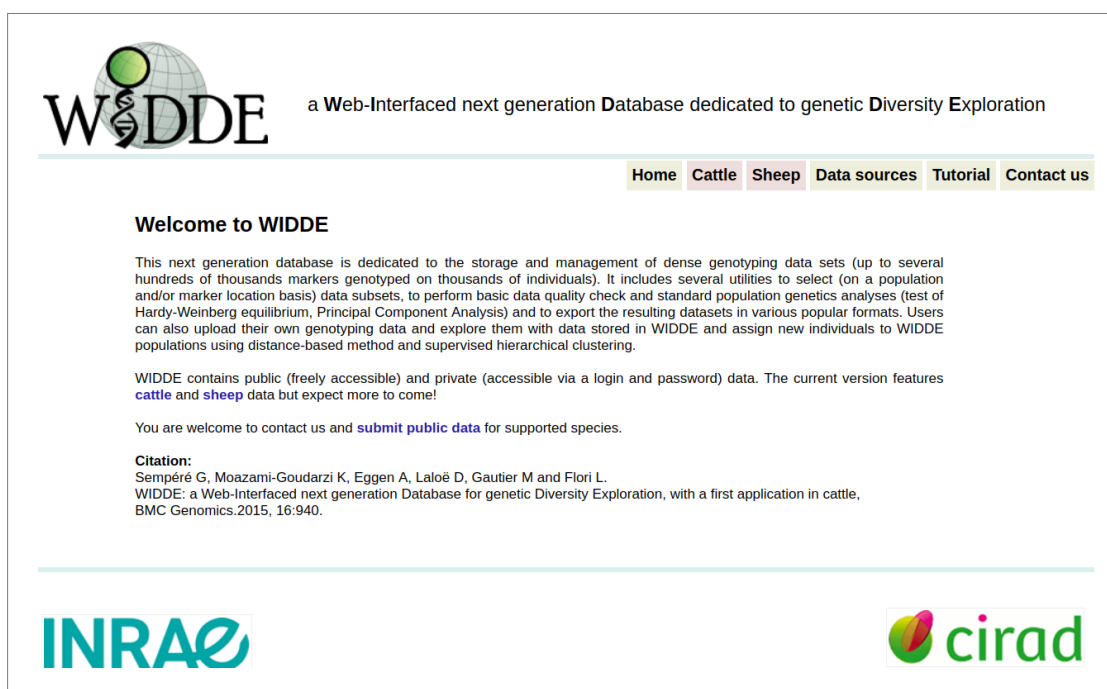 WIDDE
a Web-Interfaced next generation Database dedicated to genetic Diversity Exploration
Home Cattle Sheep Data sources Tutorial Contact us
Welcome to WIDDE
This next generation database is dedicated to the storage and management of dense genotyping data sets (up to several
hundreds of thousands markers genotyped on thousands of individuals). It includes several utilities to select (on a population
and/or marker location basis) data subsets, to perform basic data quality check and standard population genetics analyses (test of
Hardy-Weinberg equilibrium, Principal Component Analysis) and to export the resulting datasets in various popular formats. Users
can also upload their own genotyping data and explore them with data stored in WIDDE and assign new individuals to WIDDE
populations using distance-based method and supervised hierarchical clustering.
WIDDE contains public (freely accessible) and private (accessible via a login and password) data. The current version features
cattle and sheep data but expect more to come!
You are welcome to contact us and submit public data for supported species.
Citation:
Sempéré G, Moazami-Goudarzi K, Eggen A, Laloë D, Gautier M and Flori L.
WIDDE: a Web-Interfaced next generation Database for genetic Diversity Exploration, with a first application in cattle,
BMC Genomics.2015, 16:940.
INRAE cirad